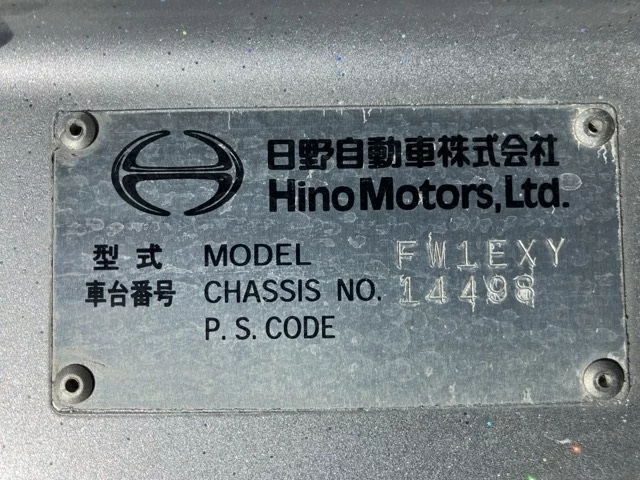 日野自動車株式会社
Hino Motors, Ltd.
型式 MODEL FW1EXY
車台番号 CHASSIS NO. 14498
P.S. CODE